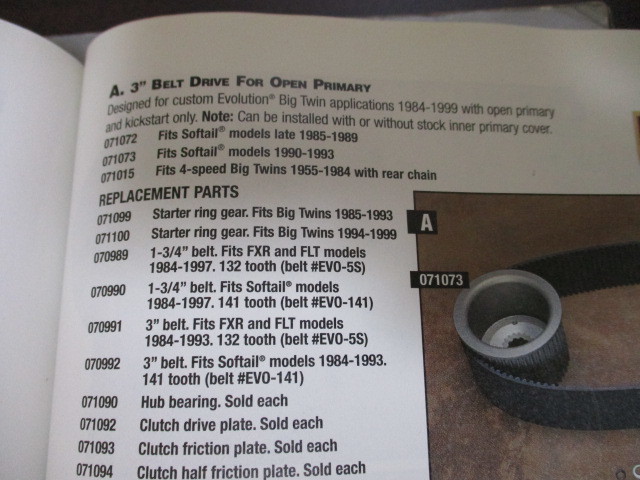 A. 3" BELT DRIVE FOR OPEN PRIMARY
Designed for custom Evolution® Big Twin applications 1984-1999 with open primary
and kickstart only. Note: Can be installed with or without stock inner primary cover.
071072 Fits Softail® models late 1985-1989
071073 Fits Softail® models 1990-1993
071015 Fits 4-speed Big Twins 1955-1984 with rear chain
REPLACEMENT PARTS
071099 Starter ring gear. Fits Big Twins 1985-1993
071100 Starter ring gear. Fits Big Twins 1994-1999
070989 1-3/4" belt. Fits FXR and FLT models
1984-1997. 132 tooth (belt #EVO-5S)
070990 1-3/4" belt. Fits Softail® models
1984-1997. 141 tooth (belt #EVO-141)
070991 3" belt. Fits FXR and FLT models
1984-1993. 132 tooth (belt #EVO-5S)
070992 3" belt. Fits Softail® models 1984-1993.
141 tooth (belt #EVO-141)
071090 Hub bearing. Sold each
071092 Clutch drive plate. Sold each
071093 Clutch friction plate. Sold each
071094 Clutch half friction plate. Sold each
A
071073